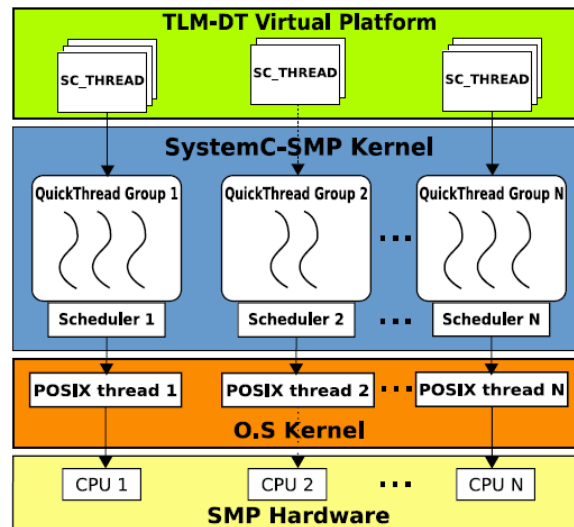 TLM-DT Virtual Platform
SC_THREAD SC_THREAD SC_THREAD
SystemC-SMP Kernel
QuickThread Group 1 QuickThread Group 2 QuickThread Group N
...
Scheduler 1 Scheduler 2 ... Scheduler N
POSIX thread 1 POSIX thread 2 ... POSIX thread N
O.S Kernel
CPU 1 CPU 2 ... CPU N
SMP Hardware